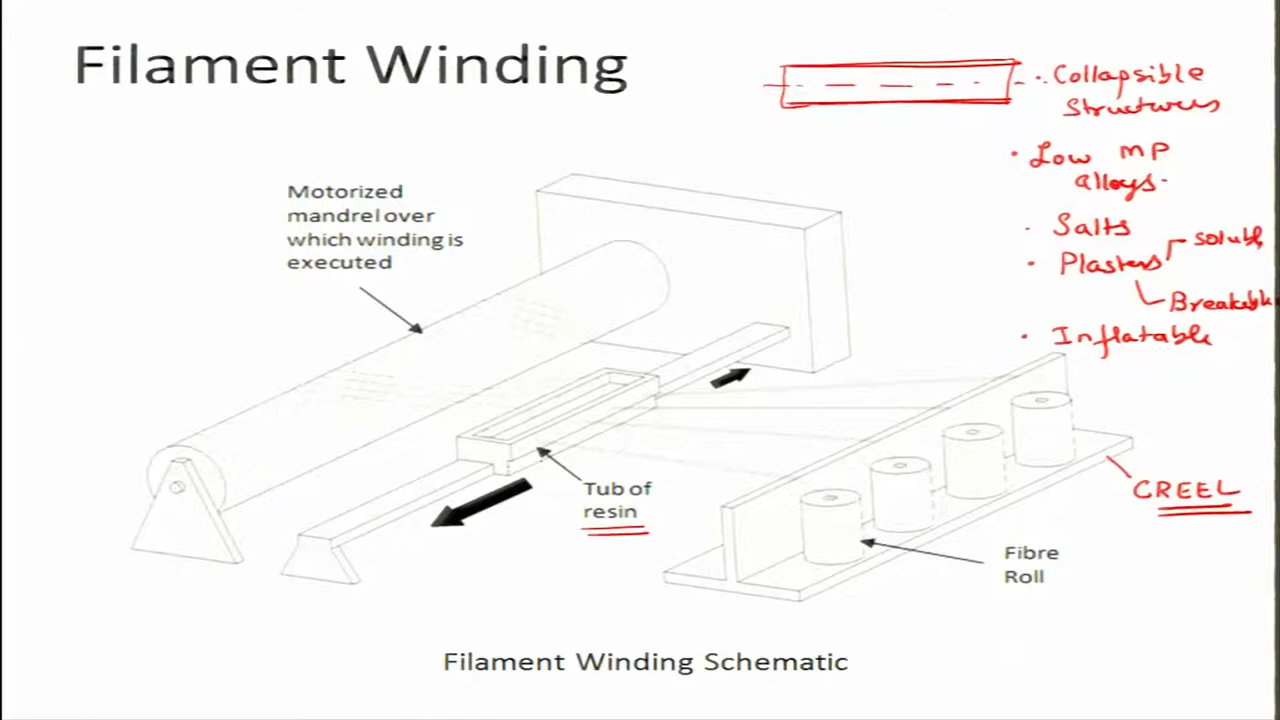 Filament Winding
· Collapsible
Structures
· Low MP
alloys·
· Salts
· Plasters
Soluble
Breakable
· Inflatable
Motorized
mandrel over
which winding is
executed
Tub of
resin
CREEL
Fibre
Roll
Filament Winding Schematic